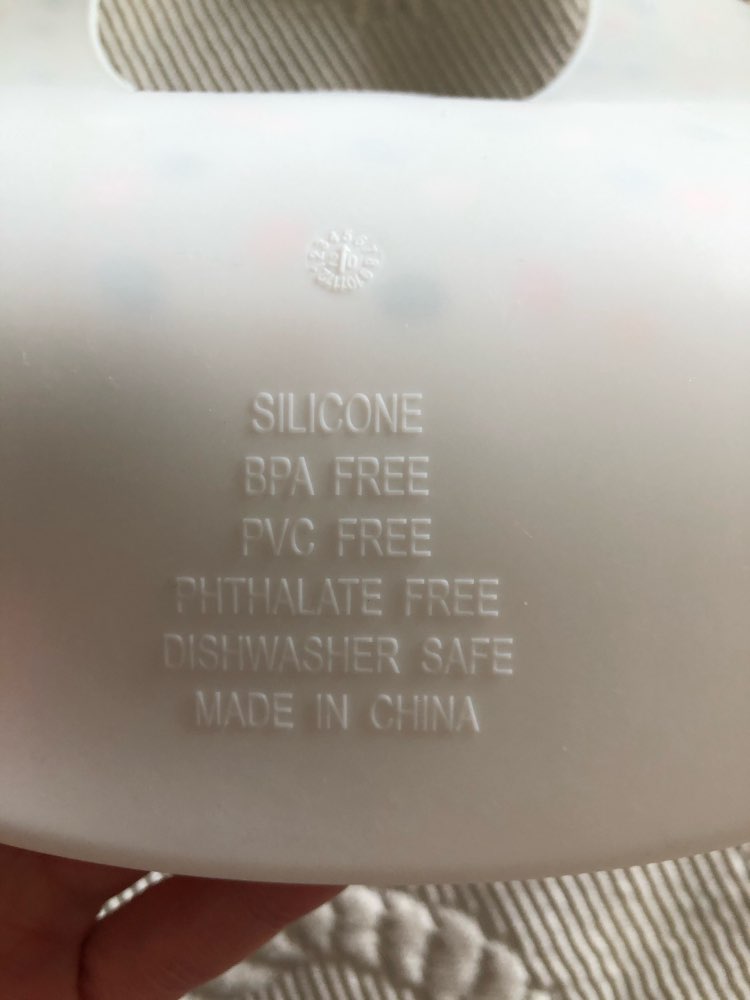 SILICONE
BPA FREE
PVC FREE
PHTHALATE FREE
DISHWASHER SAFE
MADE IN CHINA